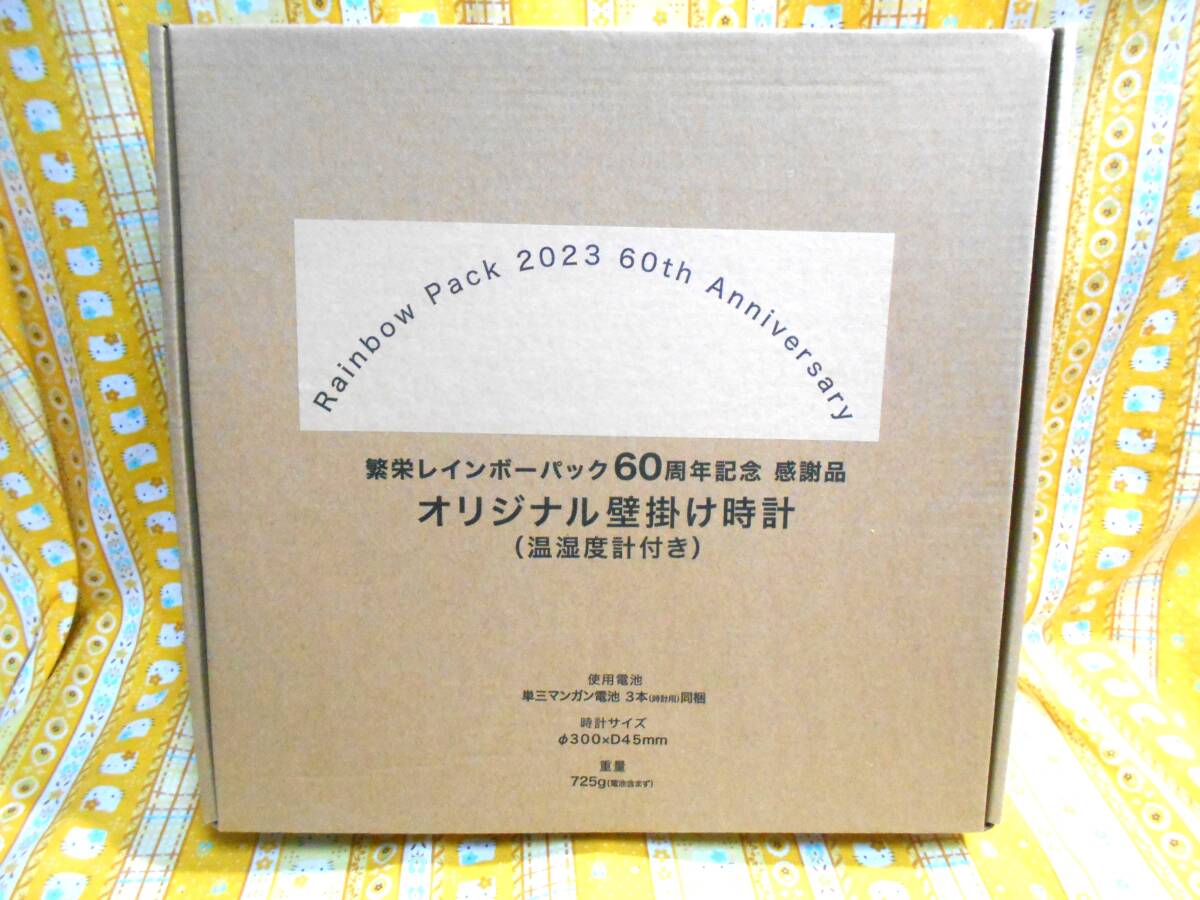 Rainbow Pack 2023 60th Anniversary
繁栄レインボーパック60周年記念 感謝品
オリジナル壁掛け時計
(温湿度計付き)
使用電池
単三マンガン電池 3本(時計用)同梱
時計サイズ
φ300×D45mm
重量
725g(電池含まず)